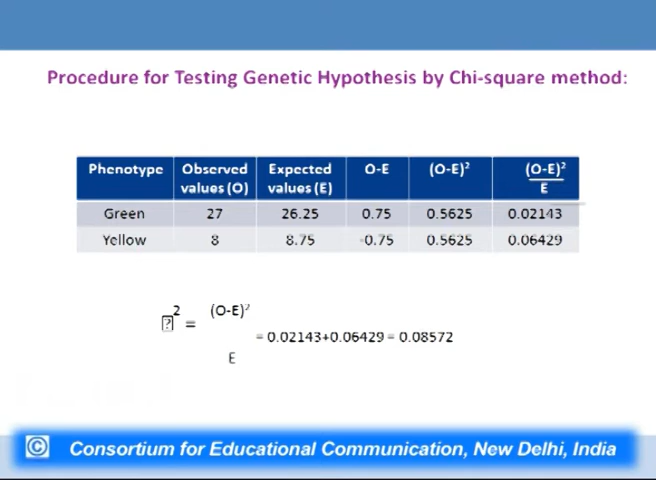 Procedure for Testing Genetic Hypothesis by Chi-square method:
Phenotype Observed values (O) Expected values (E) O-E (O-E)² (O-E)² E
Green 27 26.25 0.75 0.5625 0.02143
Yellow 8 8.75 -0.75 0.5625 0.06429
2 = (O-E)²
= 0.02143+0.06429 = 0.08572
E
© Consortium for Educational Communication, New Delhi, India